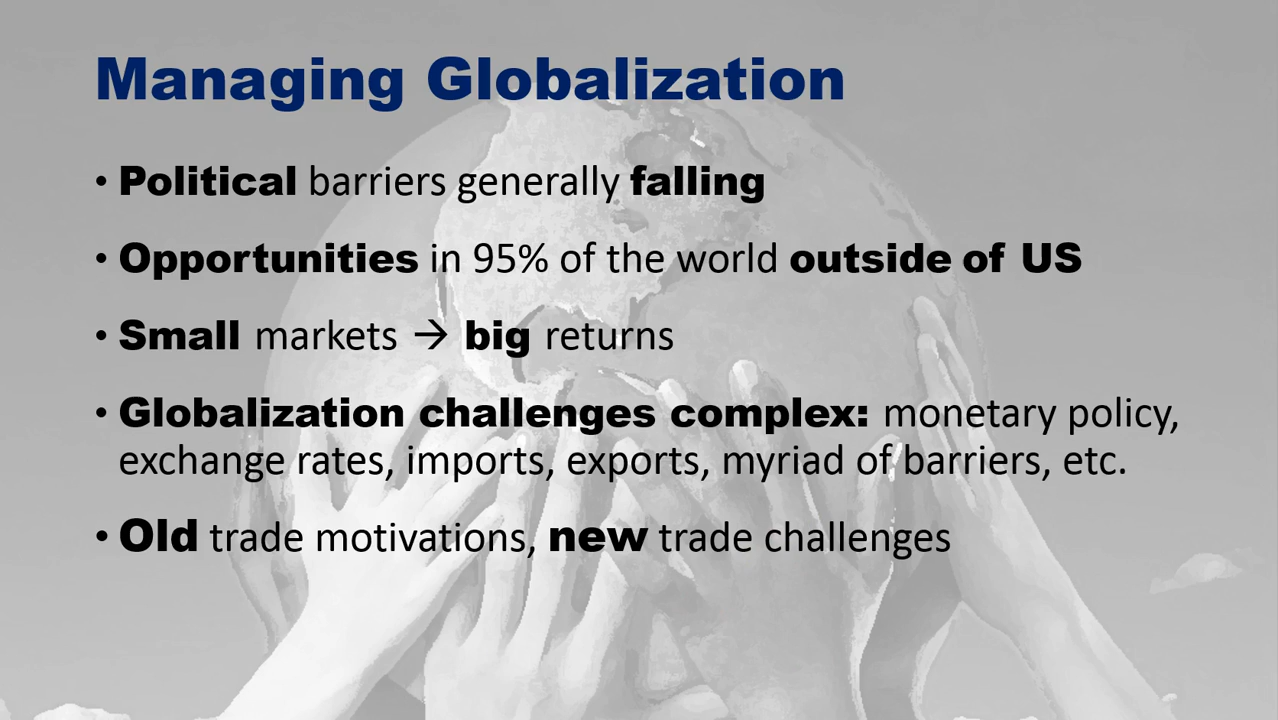 Managing Globalization
• Political barriers generally falling
• Opportunities in 95% of the world outside of US
• Small markets → big returns
• Globalization challenges complex: monetary policy,
exchange rates, imports, exports, myriad of barriers, etc.
• Old trade motivations, new trade challenges